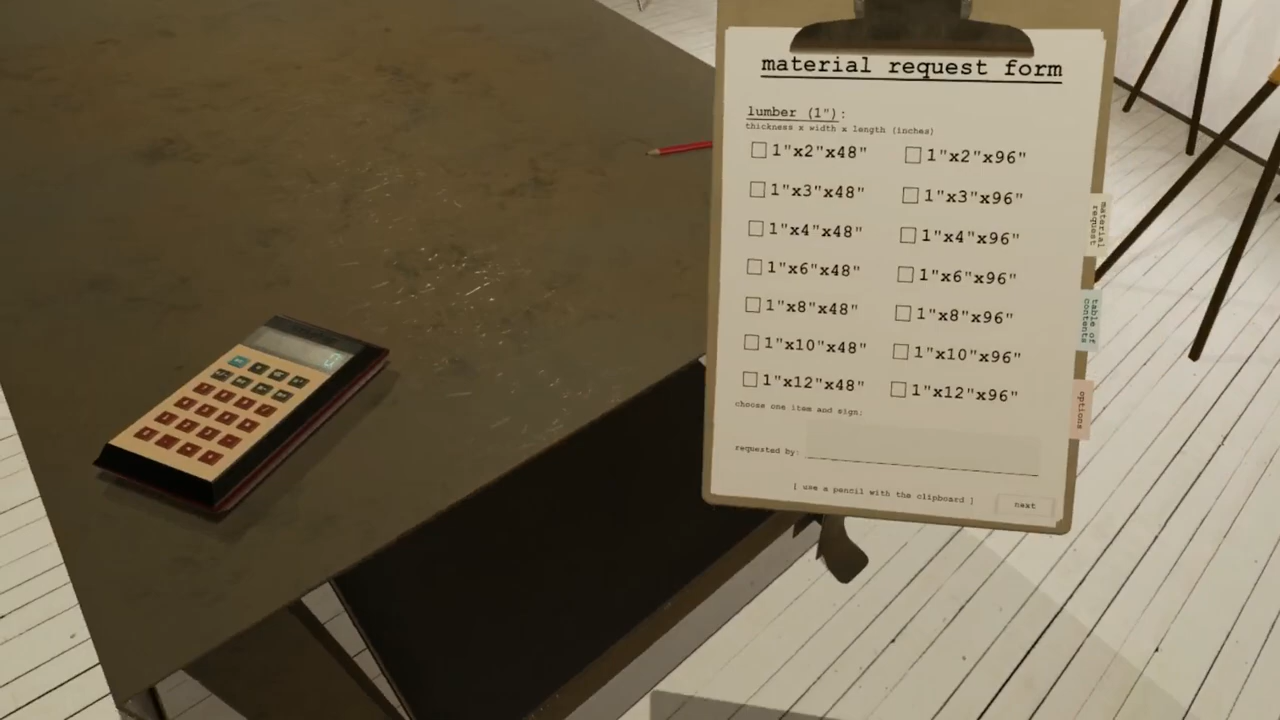 material request form
lumber (1"):
thickness x width x length (inches)
1"x2"x48" 1"x2"x96"
1"x3"x48" 1"x3"x96"
1"x4"x48" 1"x4"x96"
1"x6"x48" 1"x6"x96"
1"x8"x48" 1"x8"x96"
1"x10"x48" 1"x10"x96"
1"x12"x48" 1"x12"x96"
choose one item and sign:
requested by:
[ use a pencil with the clipboard ]
next
material
request
table of
contents
options